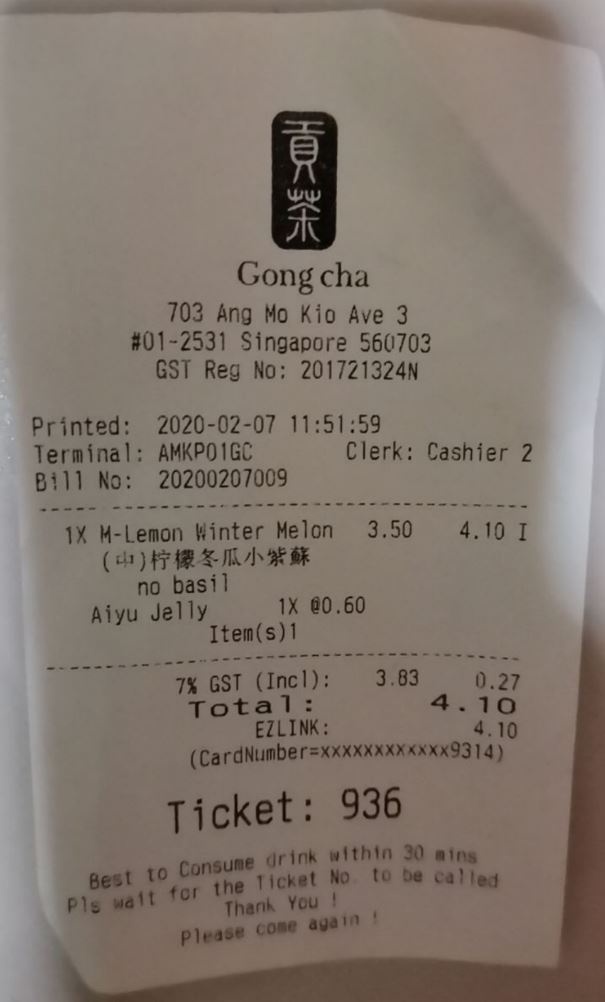 貢茶
Gong cha
703 Ang Mo Kio Ave 3
#01-2531 Singapore 560703
GST Reg No: 201721324N
Printed: 2020-02-07 11:51:59
Terminal: AMKP01GC Clerk: Cashier 2
Bill No: 20200207009
1X M-Lemon Winter Melon 3.50 4.10 I
(中)柠檬冬瓜小紫蘇
no basil
Aiyu Jelly 1X @0.60
Item(s)1
7% GST (Incl): 3.83 0.27
Total: 4.10
EZLINK: 4.10
(CardNumber=xxxxxxxxxxxx9314)
Ticket: 936
Best to Consume drink within 30 mins
Pls wait for the Ticket No. to be called
Thank You !
Please come again !